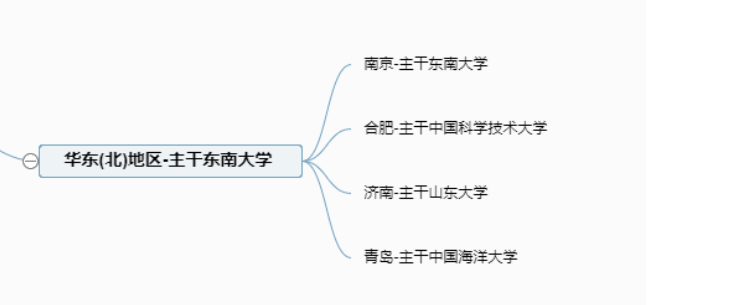 南京-主干东南大学
合肥-主干中国科学技术大学
华东(北)地区-主干东南大学
济南-主干山东大学
青岛-主干中国海洋大学